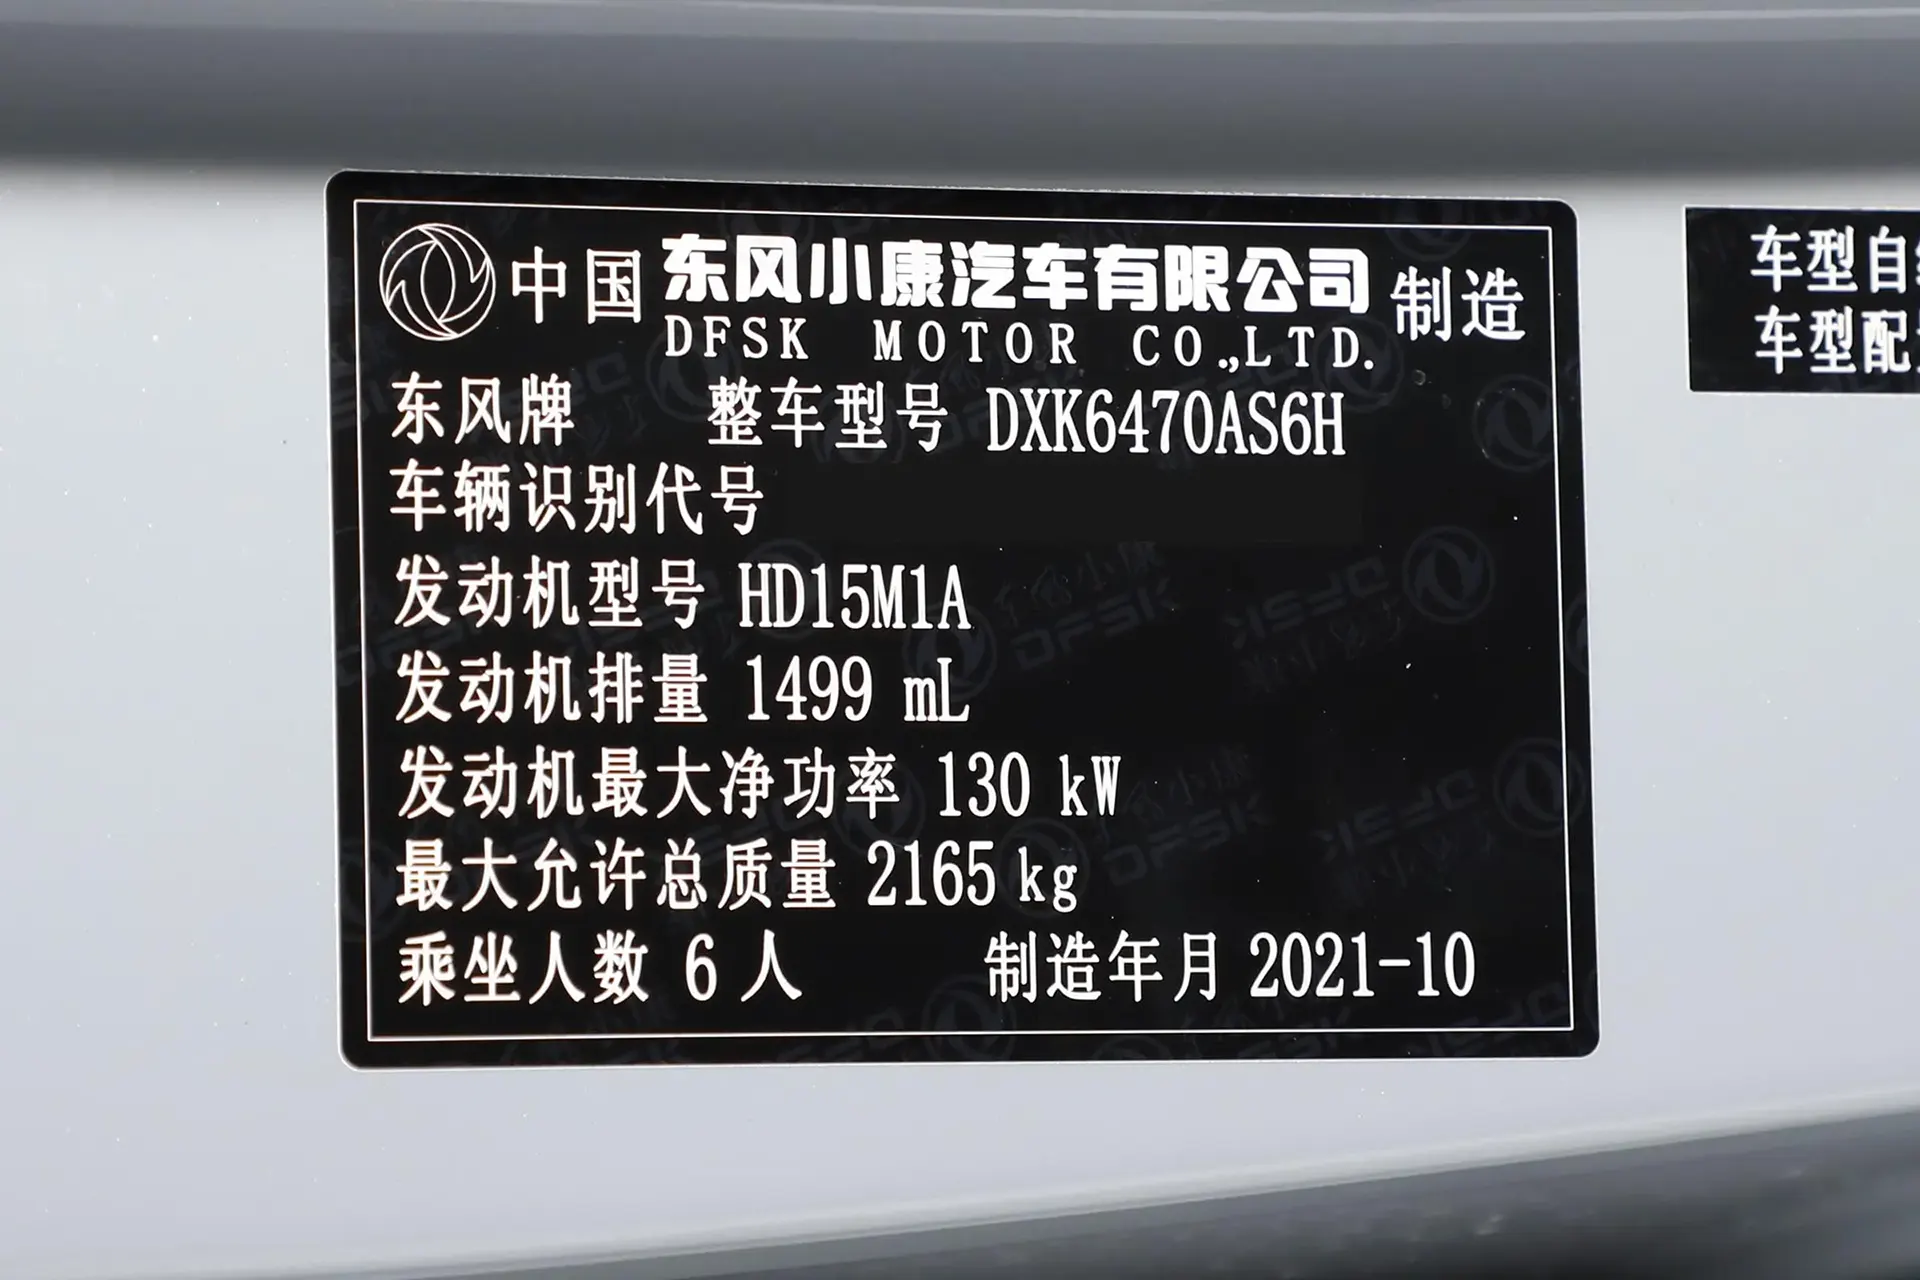 中国 东风小康汽车有限公司 制造
DFSK MOTOR CO.,LTD.
东风牌 整车型号 DXK6470AS6H
车辆识别代号
发动机型号 HD15M1A
发动机排量 1499 mL
发动机最大净功率 130 kW
最大允许总质量 2165 kg
乘坐人数 6 人 制造年月 2021-10
车型自
车型配